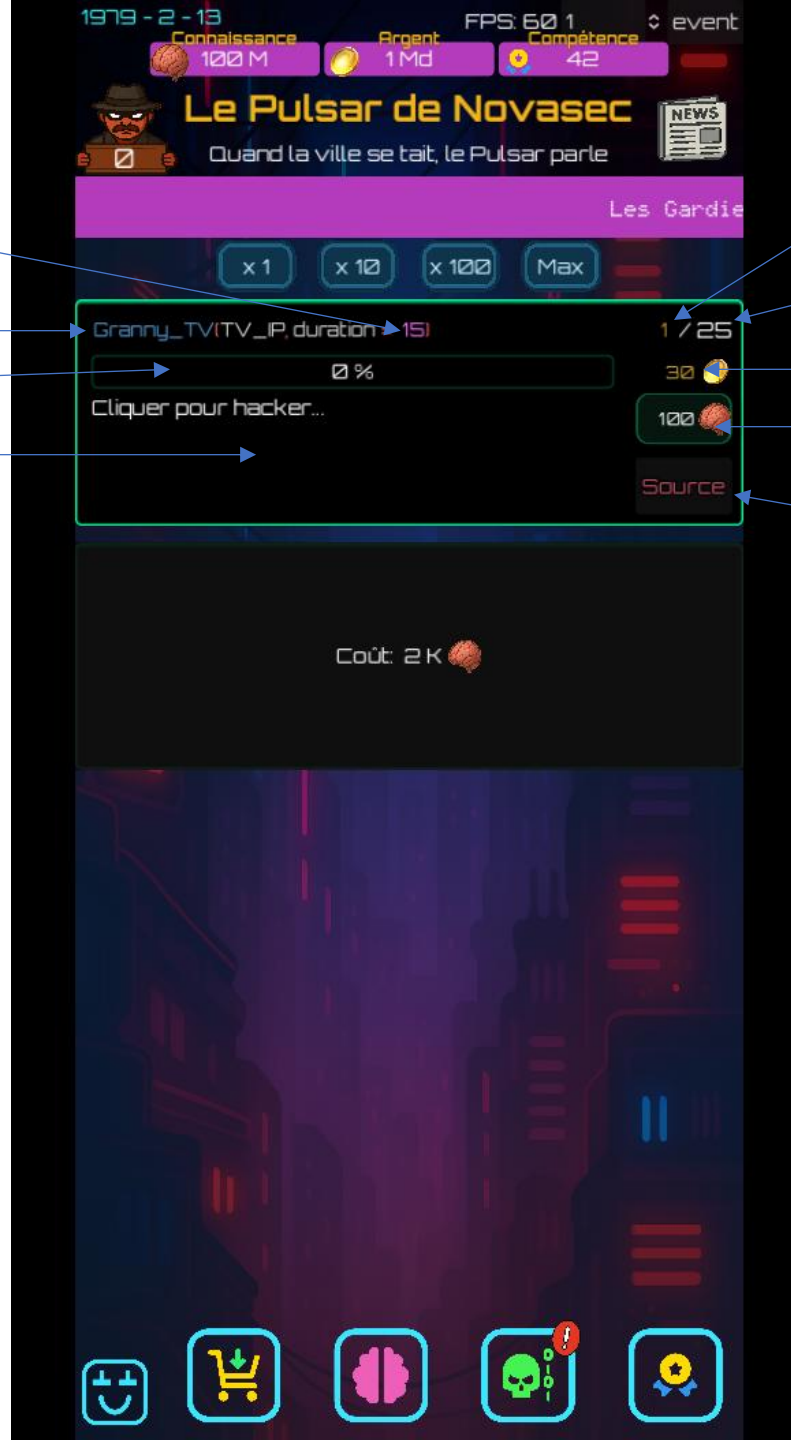 1979 - 2 - 13
FPS: 60 1
event
Connaissance
Argent
Compétence
100 M
1 Md
42
Le Pulsar de Novasec
NEWS
0
Quand la ville se tait, le Pulsar parle
Les Gardie
x 1
x 10
x 100
Max
Granny_TV(TV_IP, duration = 15)
1 / 25
0 %
30
Cliquer pour hacker...
100
Source
Coût: 2 K